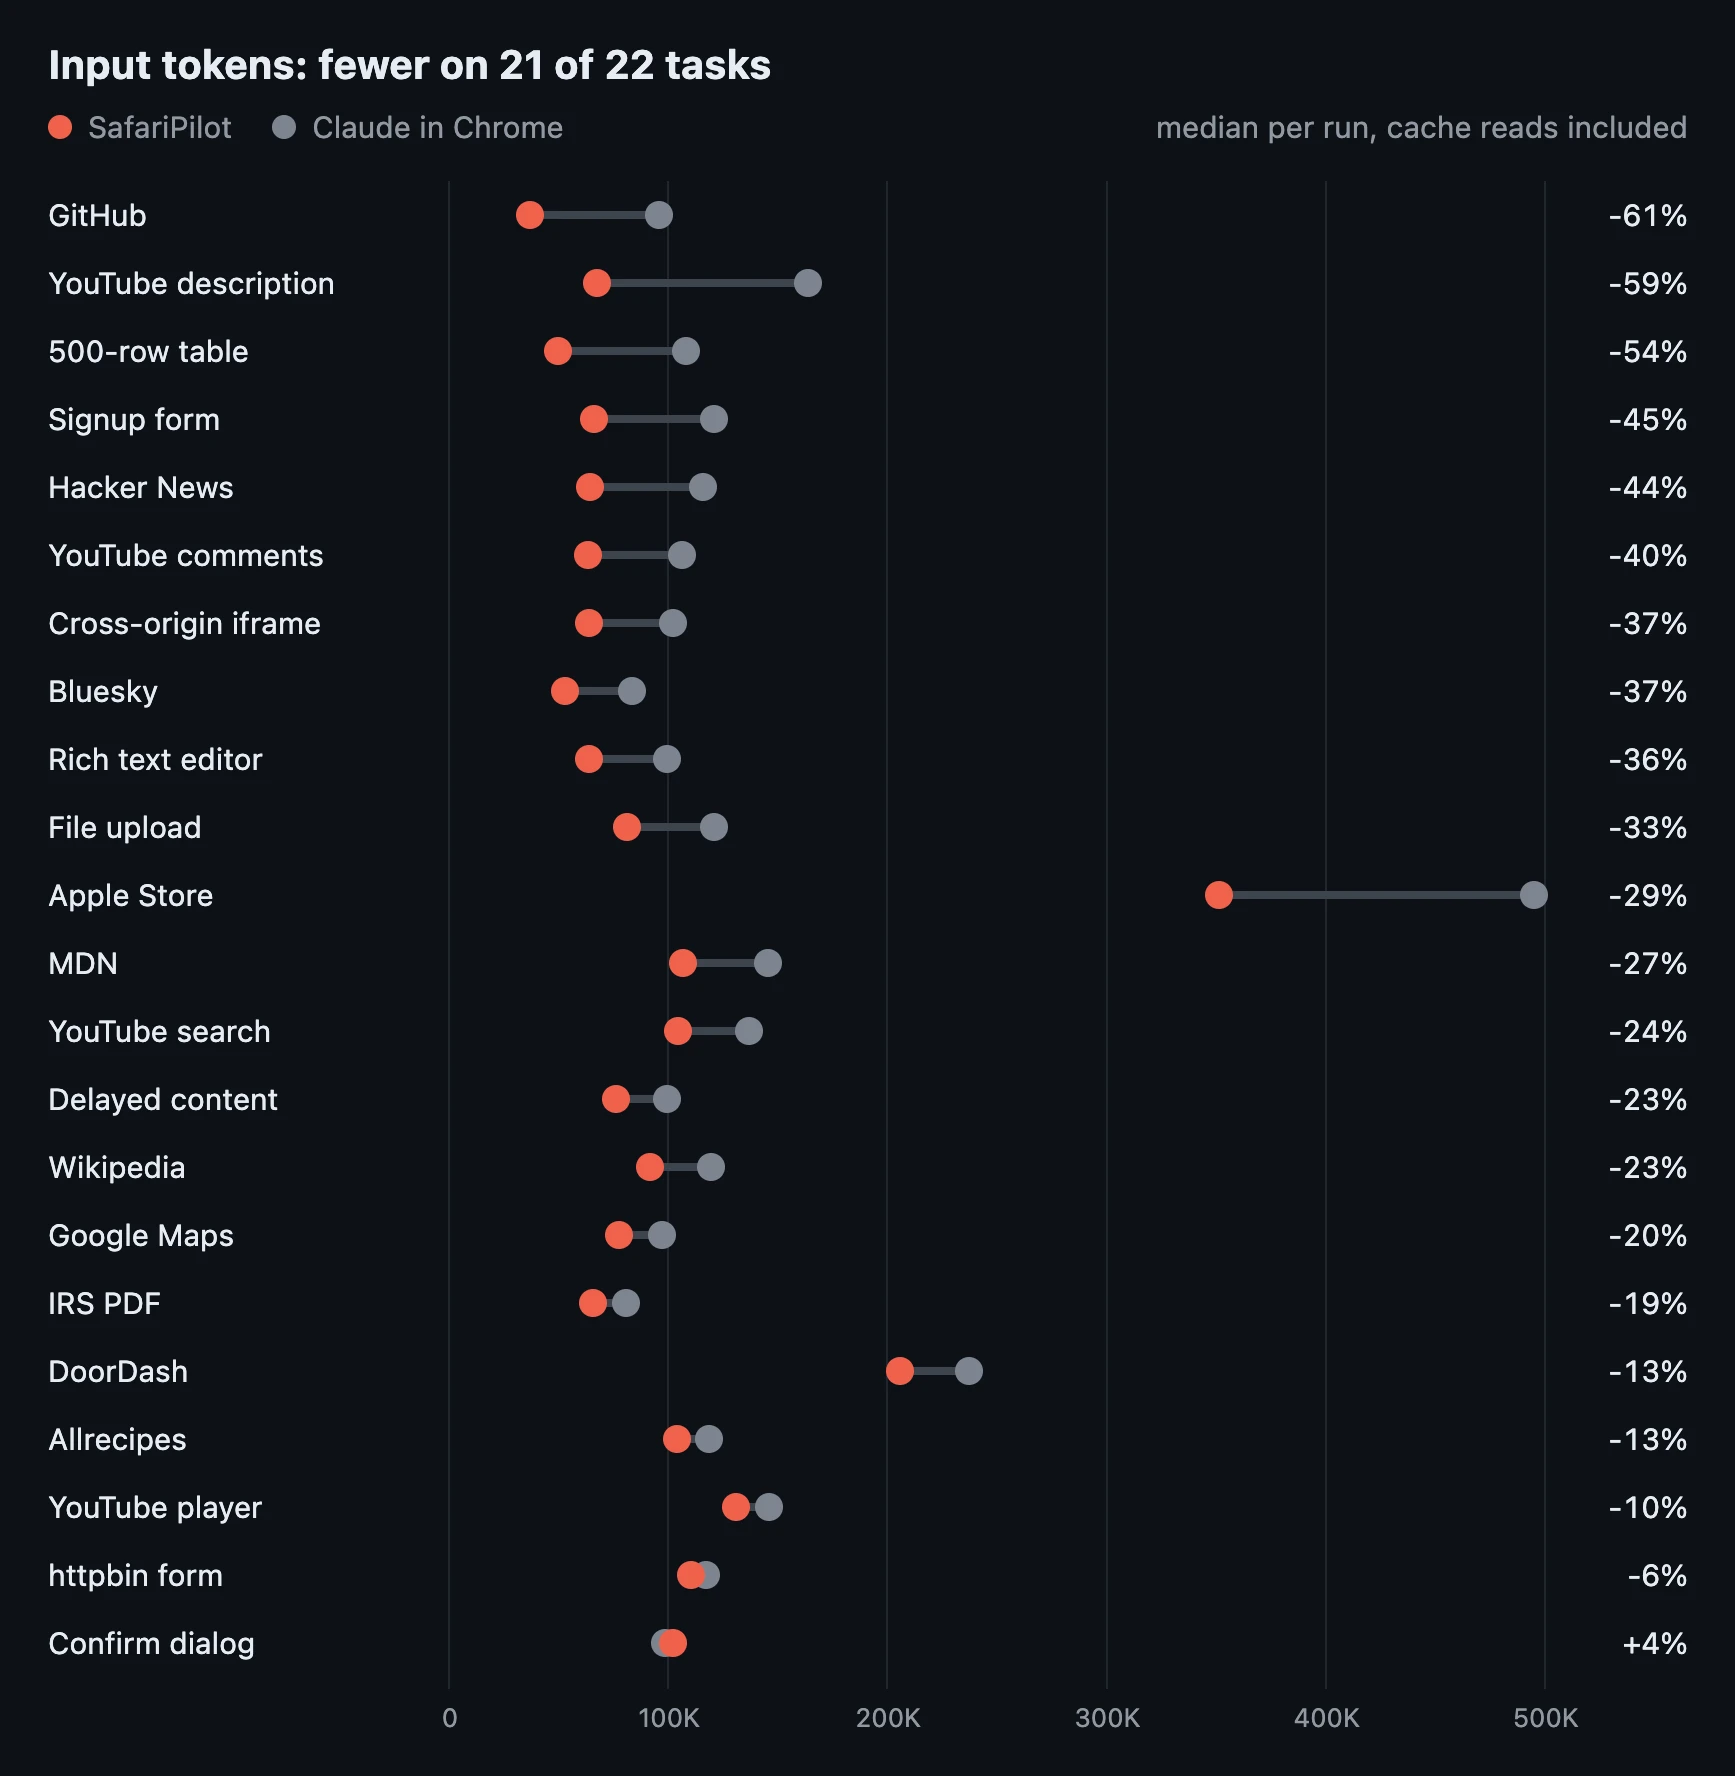 Input tokens: fewer on 21 of 22 tasks
SafariPilot Claude in Chrome median per run, cache reads included
GitHub -61%
YouTube description -59%
500-row table -54%
Signup form -45%
Hacker News -44%
YouTube comments -40%
Cross-origin iframe -37%
Bluesky -37%
Rich text editor -36%
File upload -33%
Apple Store -29%
MDN -27%
YouTube search -24%
Delayed content -23%
Wikipedia -23%
Google Maps -20%
IRS PDF -19%
DoorDash -13%
Allrecipes -13%
YouTube player -10%
httpbin form -6%
Confirm dialog +4%
0 100K 200K 300K 400K 500K